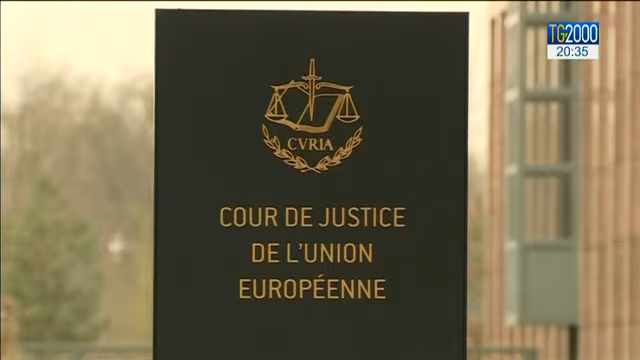 TG2000
20:35
CVRIA
COUR DE JUSTICE
DE L'UNION
EUROPÉENNE